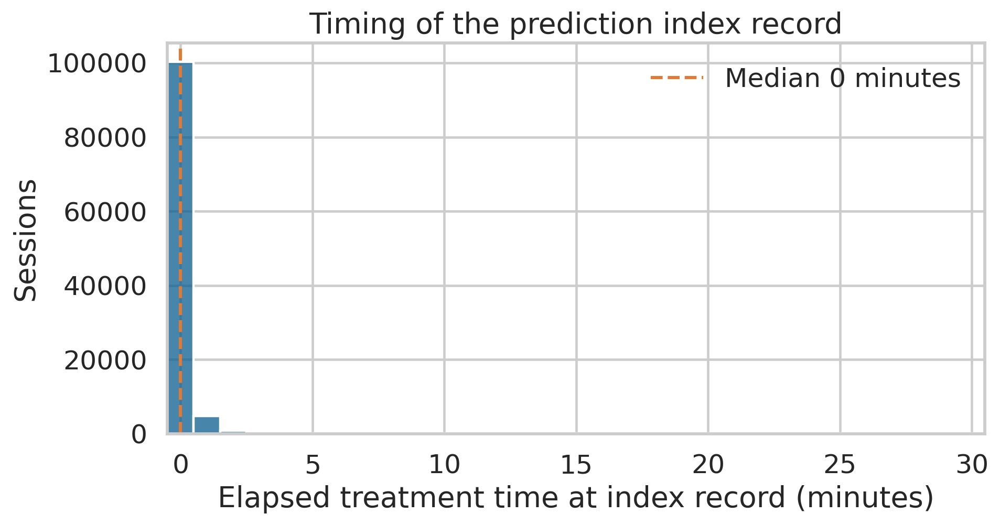 Timing of the prediction index record
Median 0 minutes
Sessions
100000
80000
60000
40000
20000
0
0 5 10 15 20 25 30
Elapsed treatment time at index record (minutes)